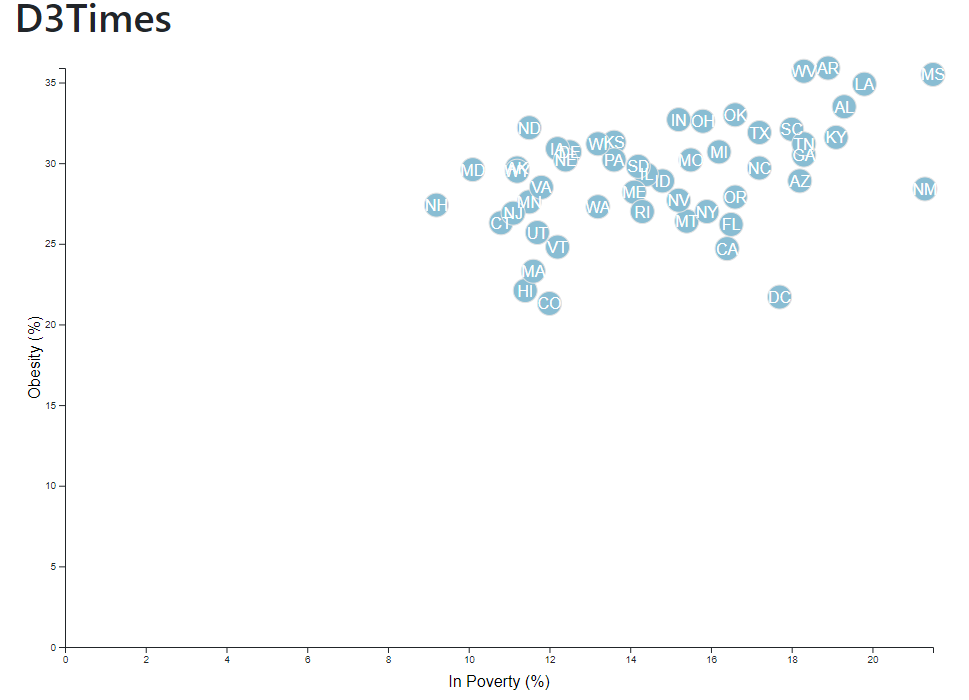 D3Times
35
30
25
20
15
10
5
0
Obesity (%)
WV AR MS
LA
AL
OK
IN OH
ND SC
TX
KY
WI KS TN
IA DE MI GA
NE PA MO
SD NC
MD AK WY IL
ID AZ
VA ME NM
MN NV OR
NH WA
NJ RI NY
CT MT FL
UT
VT CA
MA
HI DC
CO
0 2 4 6 8 10 12 14 16 18 20
In Poverty (%)